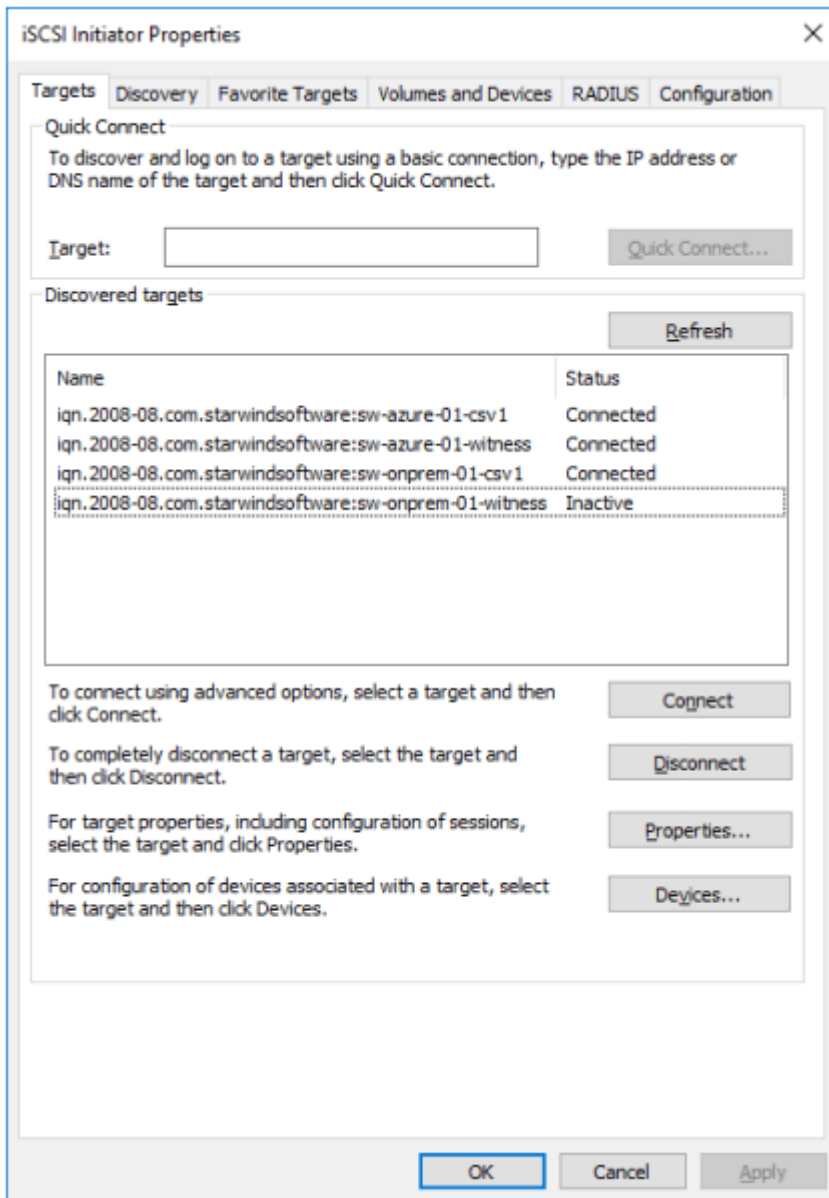 iSCSI Initiator Properties
Targets Discovery Favorite Targets Volumes and Devices RADIUS Configuration
Quick Connect
To discover and log on to a target using a basic connection, type the IP address or
DNS name of the target and then click Quick Connect.
Target:
Quick Connect...
Discovered targets
Refresh
Name Status
iqn.2008-08.com.starwindsoftware:sw-azure-01-csv1 Connected
iqn.2008-08.com.starwindsoftware:sw-azure-01-witness Connected
iqn.2008-08.com.starwindsoftware:sw-onprem-01-csv1 Connected
iqn.2008-08.com.starwindsoftware:sw-onprem-01-witness Inactive
To connect using advanced options, select a target and then
click Connect.
Connect
To completely disconnect a target, select the target and
then click Disconnect.
Disconnect
For target properties, including configuration of sessions,
select the target and click Properties.
Properties...
For configuration of devices associated with a target, select
the target and then click Devices.
Devices...
OK Cancel Apply